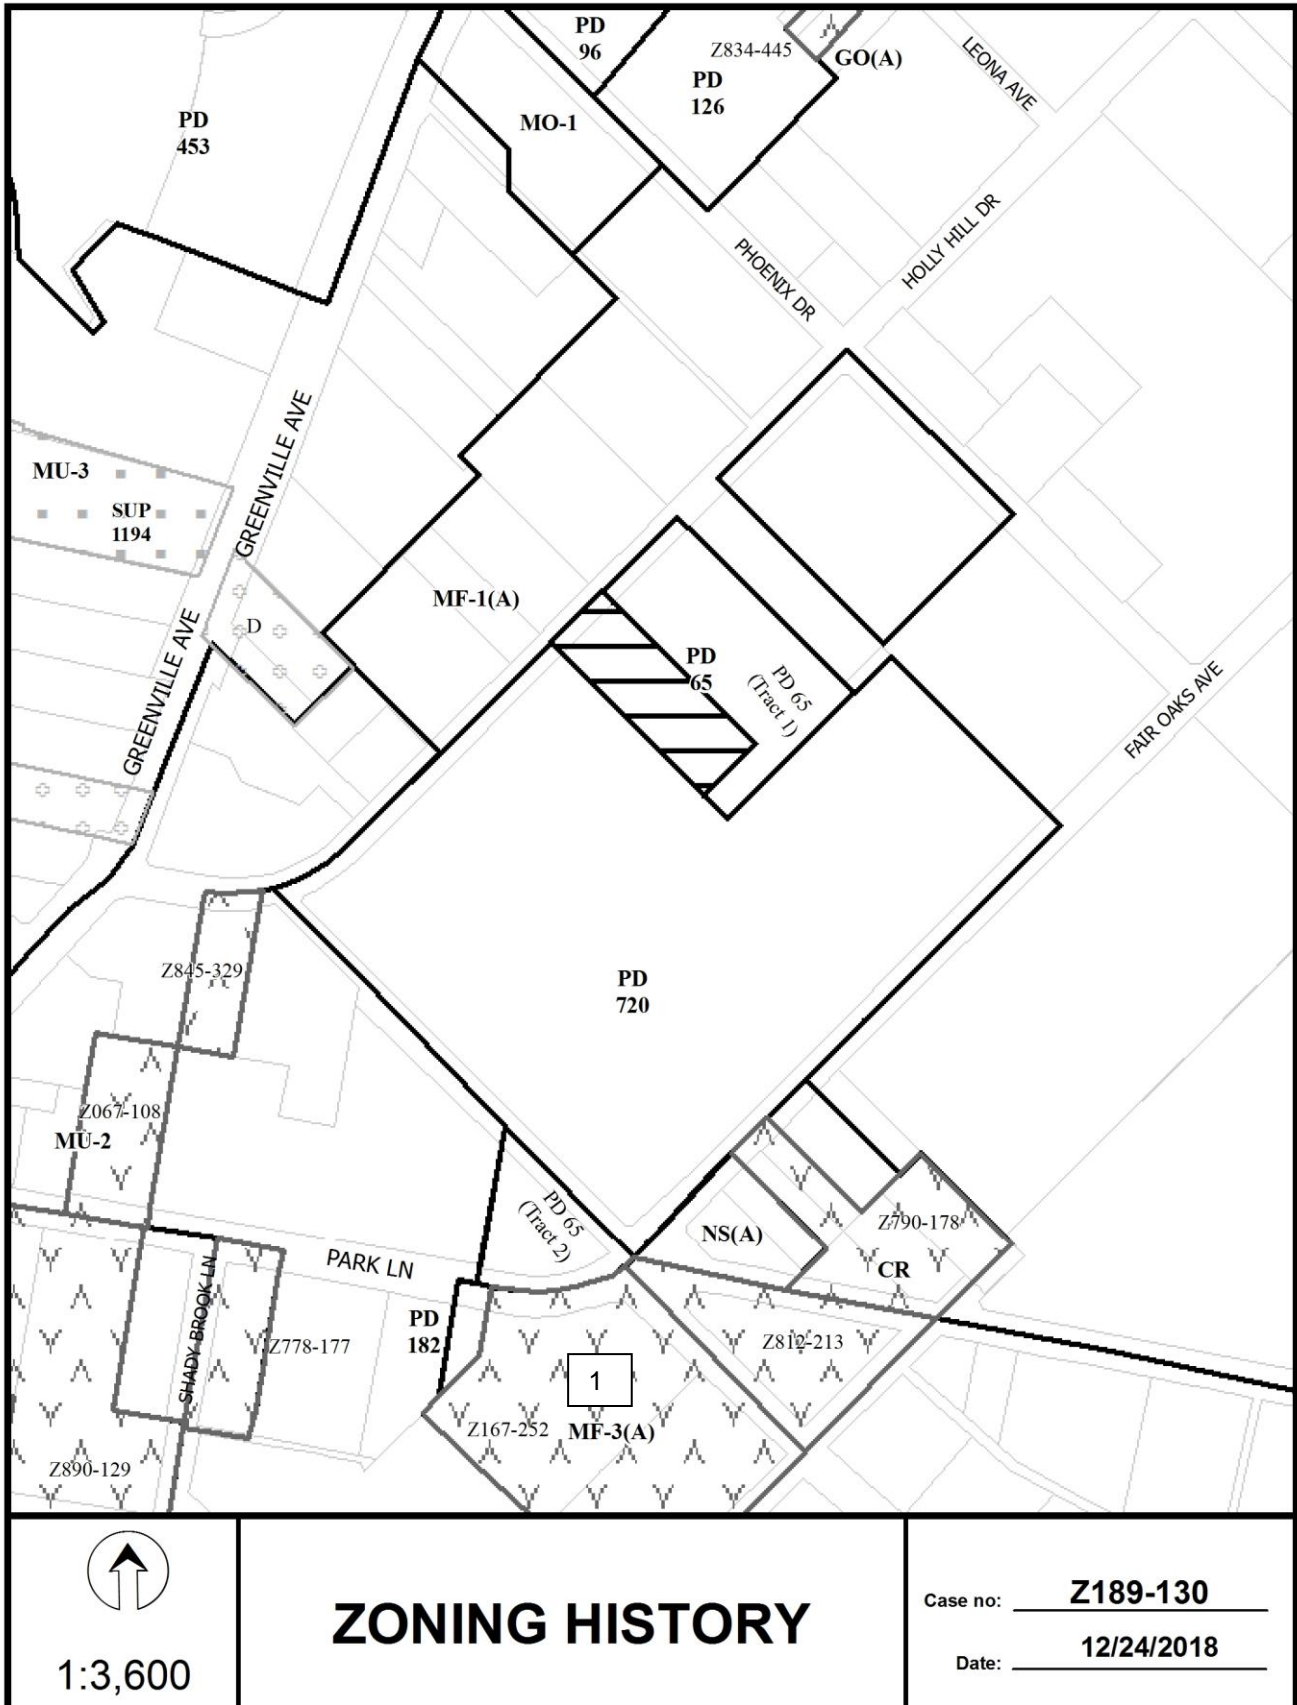 PD
96
Z834-445
GO(A)
PD
126
LEONA AVE
PD
453
MO-1
HOLLY HILL DR
PHOENIX DR
GREENVILLE AVE
MU-3
SUP
1194
MF-1(A)
D
PD
65
PD 65
(Tract 1)
GREENVILLE AVE
FAIR OAKS AVE
Z845-329
PD
720
Z067-108
MU-2
PD 65
(Tract 2)
NS(A)
Z790-178
CR
PARK LN
SHADY BROOK LN
PD
182
Z778-177
Z812-213
1
Z167-252
MF-3(A)
Z890-129
1:3,600
ZONING HISTORY
Case no: Z189-130
Date: 12/24/2018